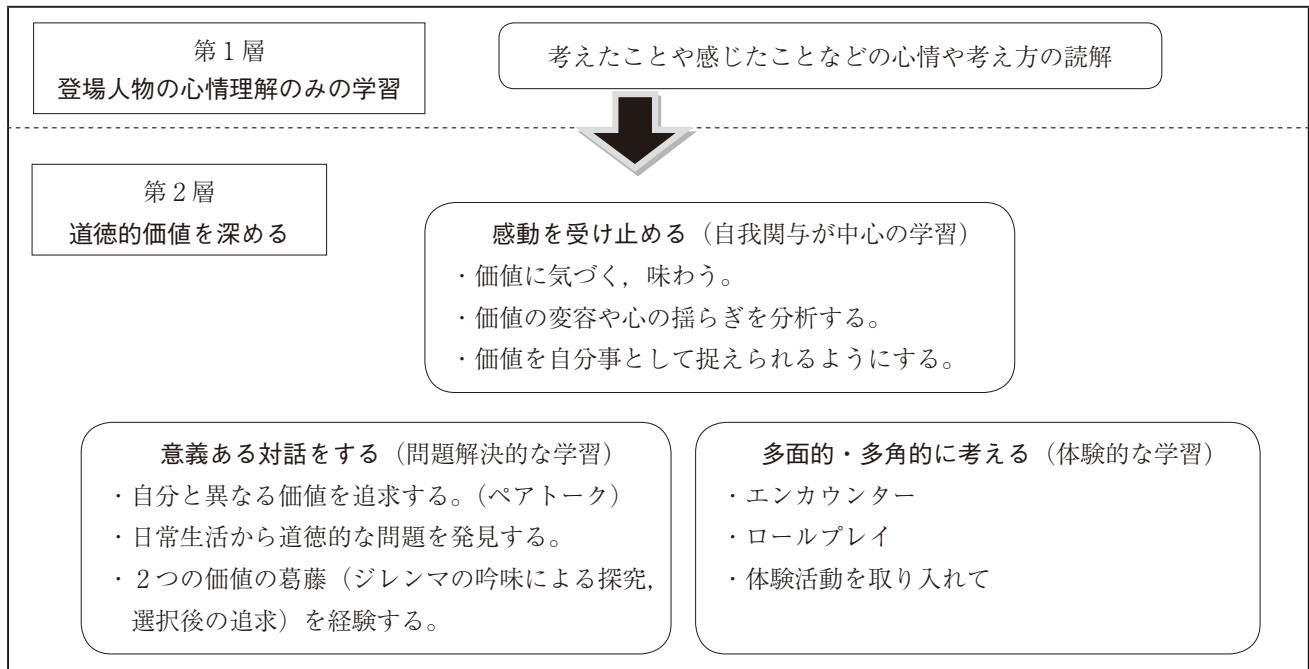 第１層
登場人物の心情理解のみの学習
考えたことや感じたことなどの心情や考え方の読解
第２層
道徳的価値を深める
感動を受け止める（自我関与が中心の学習）
・価値に気づく，味わう。
・価値の変容や心の揺らぎを分析する。
・価値を自分事として捉えられるようにする。
意義ある対話をする（問題解決的な学習）
・自分と異なる価値を追求する。（ペアトーク）
・日常生活から道徳的な問題を発見する。
・２つの価値の葛藤（ジレンマの吟味による探究，
選択後の追求）を経験する。
多面的・多角的に考える（体験的な学習）
・エンカウンター
・ロールプレイ
・体験活動を取り入れて